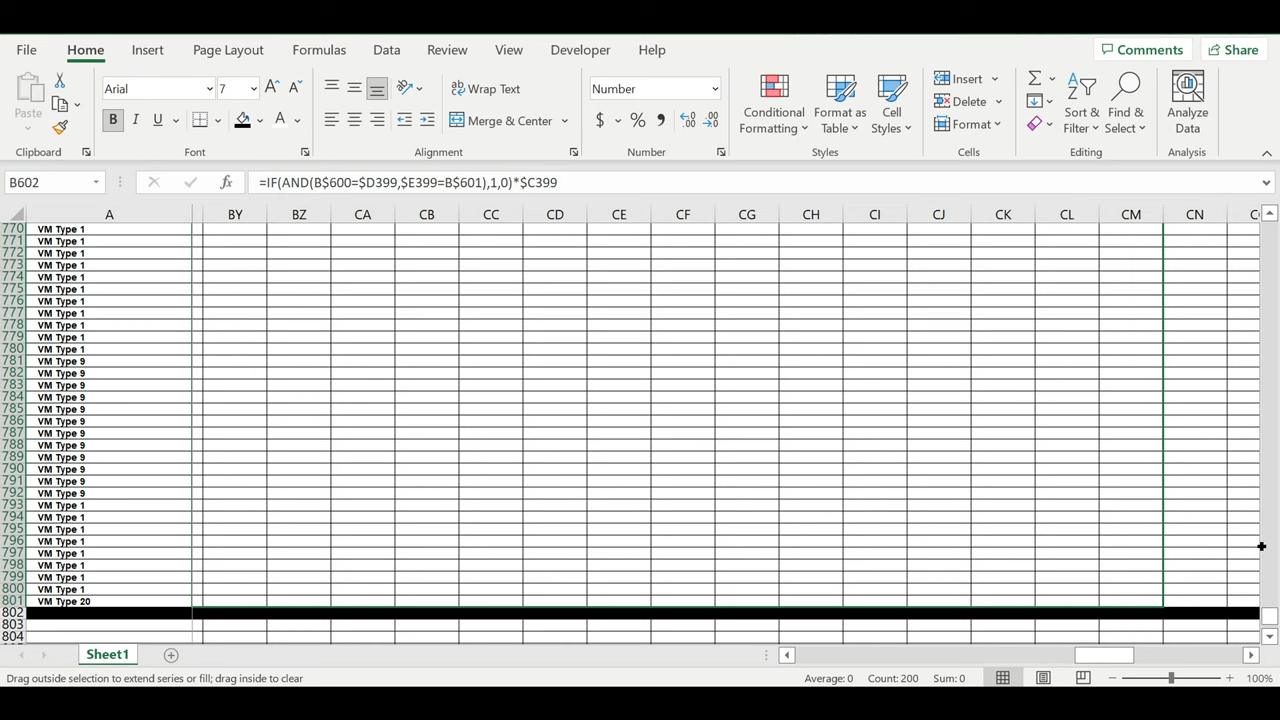 File Home Insert Page Layout Formulas Data Review View Developer Help Comments Share
Paste
Clipboard
Arial 7
B I U A
Font
Wrap Text
Merge & Center
Alignment
Number
$ % ,
Number
Conditional Formatting
Format as Table
Cell Styles
Styles
Insert
Delete
Format
Cells
Sort & Filter
Find & Select
Editing
Analyze Data
Analysis
B602 fx =IF(AND(B$600=$D399,$E399=B$601),1,0)*$C399
A BY BZ CA CB CC CD CE CF CG CH CI CJ CK CL CM CN
770 VM Type 1
771 VM Type 1
772 VM Type 1
773 VM Type 1
774 VM Type 1
775 VM Type 1
776 VM Type 1
777 VM Type 1
778 VM Type 1
779 VM Type 1
780 VM Type 1
781 VM Type 9
782 VM Type 9
783 VM Type 9
784 VM Type 9
785 VM Type 9
786 VM Type 9
787 VM Type 9
788 VM Type 9
789 VM Type 9
790 VM Type 9
791 VM Type 9
792 VM Type 9
793 VM Type 1
794 VM Type 1
795 VM Type 1
796 VM Type 1
797 VM Type 1
798 VM Type 1
799 VM Type 1
800 VM Type 1
801 VM Type 20
802
803
804
Sheet1
Drag outside selection to extend series or fill; drag inside to clear Average: 0 Count: 200 Sum: 0 100%